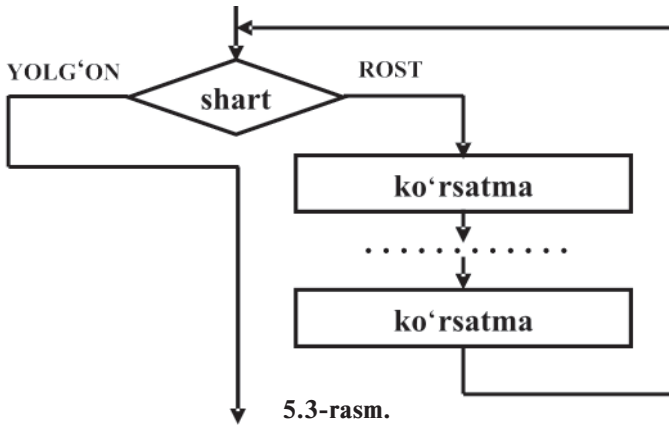 YOLG‘ON
ROST
shart
ko‘rsatma
. . . . . . . . . . . . .
ko‘rsatma
5.3-rasm.